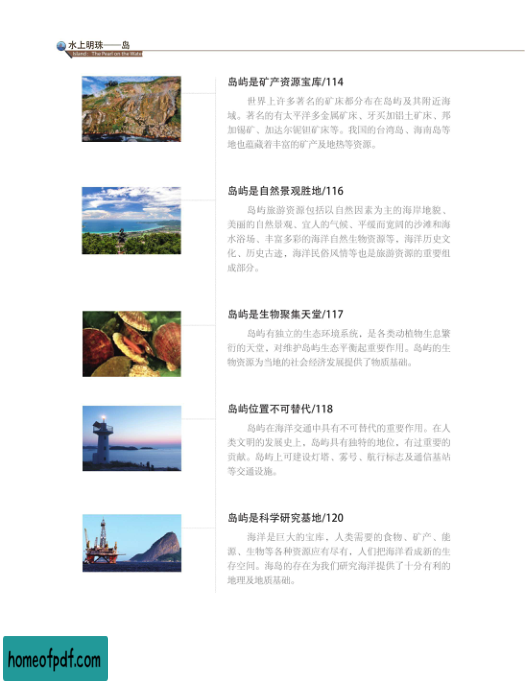 水上明珠——岛
Island: The Pearl on the Water
岛屿是矿产资源宝库/114
世界上许多著名的矿床都分布在岛屿及其附近海
域。著名的有太平洋多金属矿床、牙买加铝土矿床、邦
加锡矿、加达尔铌钽矿床等。我国的台湾岛、海南岛等
地也蕴藏着丰富的矿产及地热等资源。
岛屿是自然景观胜地/116
岛屿旅游资源包括以自然因素为主的海岸地貌、
美丽的自然景观、宜人的气候、平缓而宽阔的沙滩和海
水浴场、丰富多彩的海洋自然生物资源等，海洋历史文
化、历史古迹，海洋民俗风情等也是旅游资源的重要组
成部分。
岛屿是生物聚集天堂/117
岛屿有独立的生态环境系统，是各类动植物生息繁
衍的天堂，对维护岛屿生态平衡起重要作用。岛屿的生
物资源为当地的社会经济发展提供了物质基础。
岛屿位置不可替代/118
岛屿在海洋交通中具有不可替代的重要作用。在人
类文明的发展史上，岛屿具有独特的地位，有过重要的
贡献。岛屿上可建设灯塔、雾号、航行标志及通信基站
等交通设施。
岛屿是科学研究基地/120
海洋是巨大的宝库，人类需要的食物、矿产、能
源、生物等各种资源应有尽有，人们把海洋看成新的生
存空间。海岛的存在为我们研究海洋提供了十分有利的
地理及地质基础。
homeofpdf.com